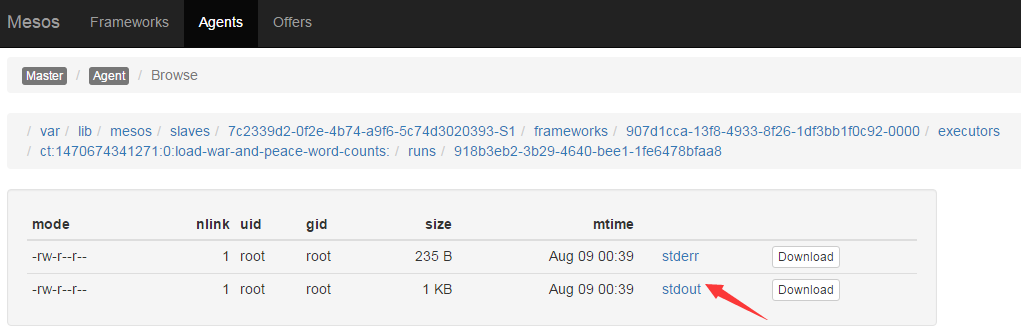 Mesos Frameworks Agents Offers
Master / Agent / Browse
/ var / lib / mesos / slaves / 7c2339d2-0f2e-4b74-a9f6-5c74d3020393-S1 / frameworks / 907d1cca-13f8-4933-8f26-1df3bb1f0c92-0000 / executors
/ ct:1470674341271:0:load-war-and-peace-word-counts: / runs / 918b3eb2-3b29-4640-bee1-1fe6478bfaa8
mode nlink uid gid size mtime
-rw-r--r-- 1 root root 235 B Aug 09 00:39 stderr Download
-rw-r--r-- 1 root root 1 KB Aug 09 00:39 stdout Download